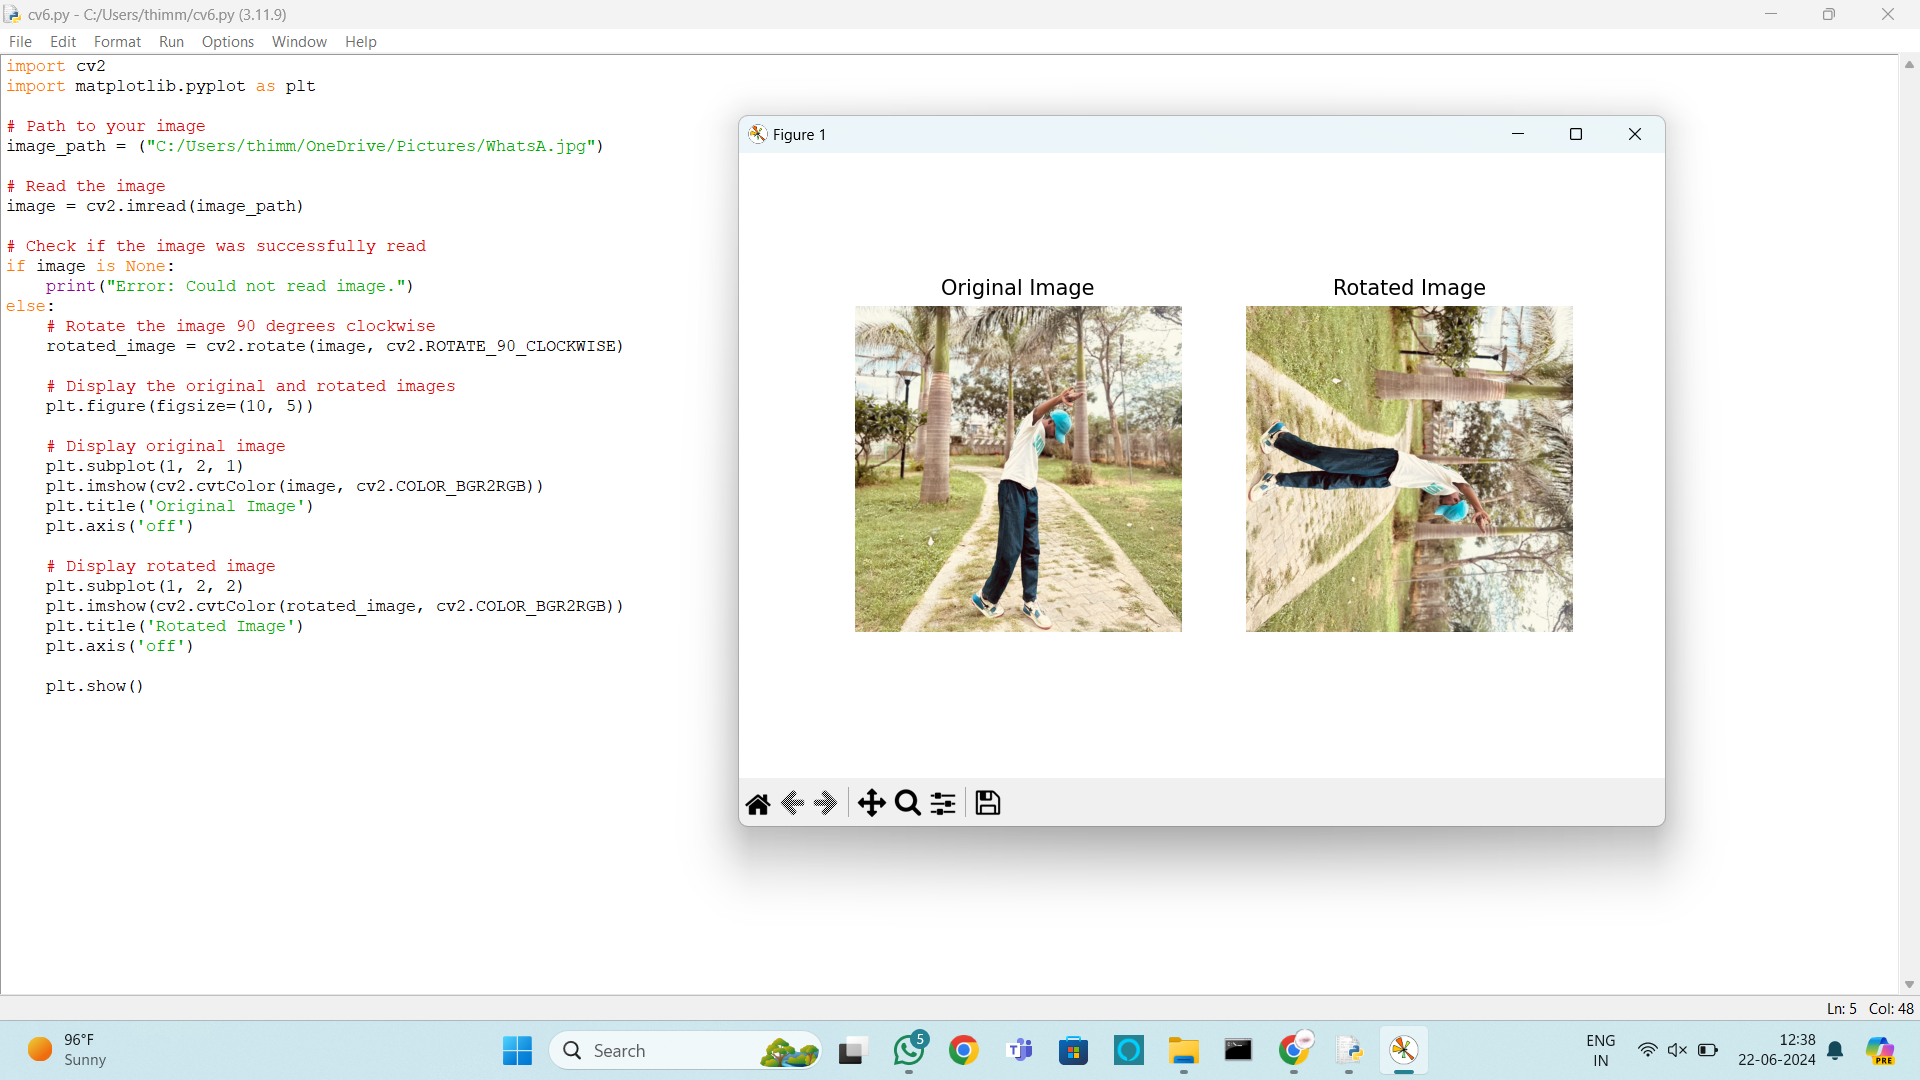 cv6.py - C:/Users/thimm/cv6.py (3.11.9)
File Edit Format Run Options Window Help
import cv2
import matplotlib.pyplot as plt
# Path to your image
image_path = ("C:/Users/thimm/OneDrive/Pictures/WhatsA.jpg")
# Read the image
image = cv2.imread(image_path)
# Check if the image was successfully read
if image is None:
    print("Error: Could not read image.")
else:
    # Rotate the image 90 degrees clockwise
    rotated_image = cv2.rotate(image, cv2.ROTATE_90_CLOCKWISE)
    # Display the original and rotated images
    plt.figure(figsize=(10, 5))
    # Display original image
    plt.subplot(1, 2, 1)
    plt.imshow(cv2.cvtColor(image, cv2.COLOR_BGR2RGB))
    plt.title('Original Image')
    plt.axis('off')
    # Display rotated image
    plt.subplot(1, 2, 2)
    plt.imshow(cv2.cvtColor(rotated_image, cv2.COLOR_BGR2RGB))
    plt.title('Rotated Image')
    plt.axis('off')
    plt.show()
Figure 1
Original Image
Rotated Image
Ln: 5 Col: 48
96°F
Sunny
Search
5
ENG
IN
12:38
22-06-2024
PRE